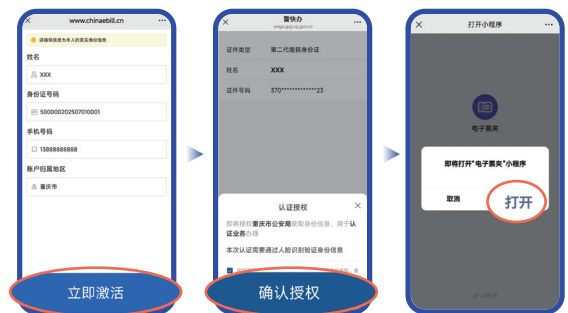 www.chinaebill.cn
请确保信息为本人的真实身份信息
姓名
XXX
身份证号码
500000202507010001
手机号码
13888888888
账户归属地区
重庆市
立即激活
警快办
证件类型 第二代居民身份证
姓名 XXX
证件号码 370************23
认证授权
即将授权重庆市公安局获取身份信息，用于认
证业务办理
本次认证需要通过人脸识别验证身份信息
确认授权
打开小程序
电子票夹
即将打开“电子票夹”小程序
取消
打开
小程序